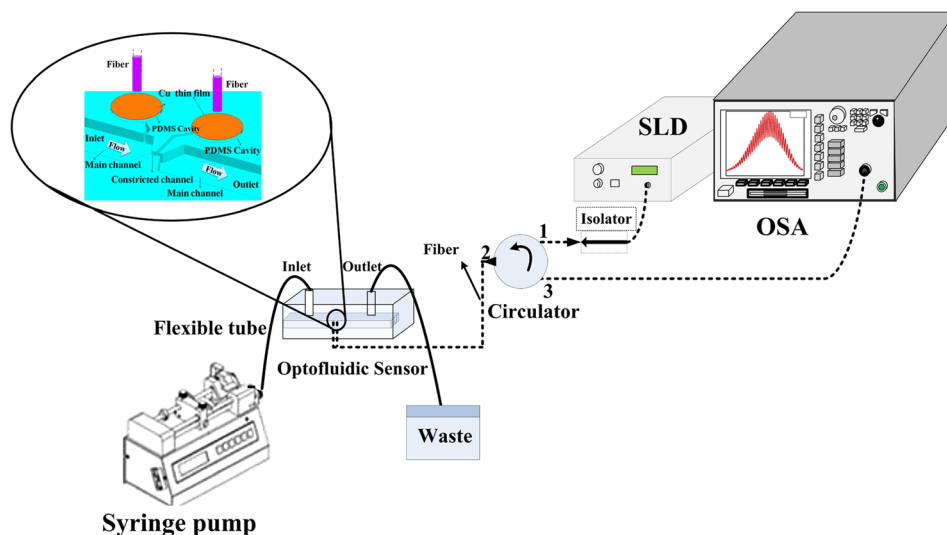 Fiber
Fiber
Cu thin film
PDMS Cavity
Inlet
Flow
PDMS Cavity
Main channel
Flow
Constricted channel
Outlet
Main channel
SLD
OSA
Isolator
1
2
3
Fiber
Circulator
Inlet
Outlet
Flexible tube
Optofluidic Sensor
Waste
Syringe pump